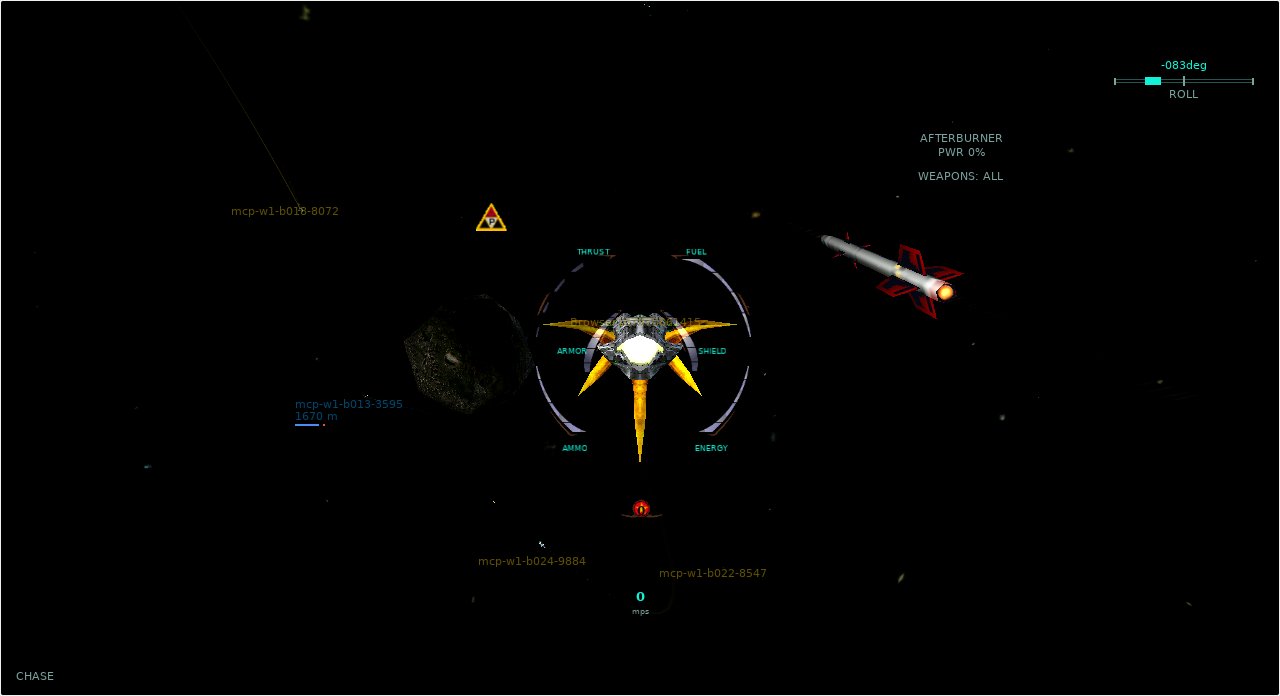 -083deg
ROLL
AFTERBURNER
PWR 0%
WEAPONS: ALL
mcp-w1-b018-8072
P
THRUST
FUEL
ARMOR
SHIELD
mcp-w1-b013-3595
1670 m
AMMO
ENERGY
mcp-w1-b024-9884
mcp-w1-b022-8547
0
mps
CHASE